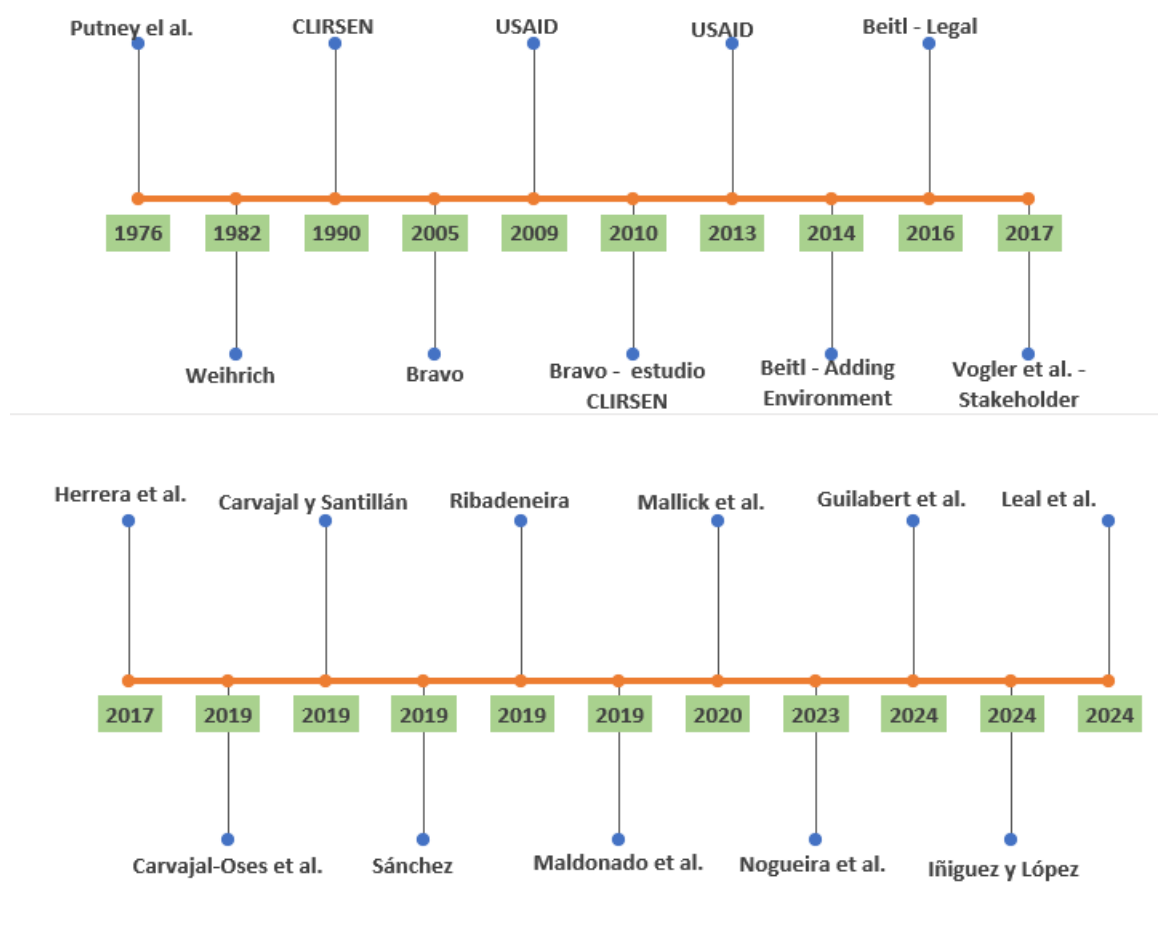 Putney el al.
CLIRSEN
USAID
USAID
Beitl - Legal
1976
1982
1990
2005
2009
2010
2013
2014
2016
2017
Weihrich
Bravo
Bravo - estudio
CLIRSEN
Beitl - Adding
Environment
Vogler et al. -
Stakeholder
Herrera et al.
Carvajal y Santillán
Ribadeneira
Mallick et al.
Guilabert et al.
Leal et al.
2017
2019
2019
2019
2019
2019
2020
2023
2024
2024
2024
Carvajal-Oses et al.
Sánchez
Maldonado et al.
Nogueira et al.
Iñiguez y López